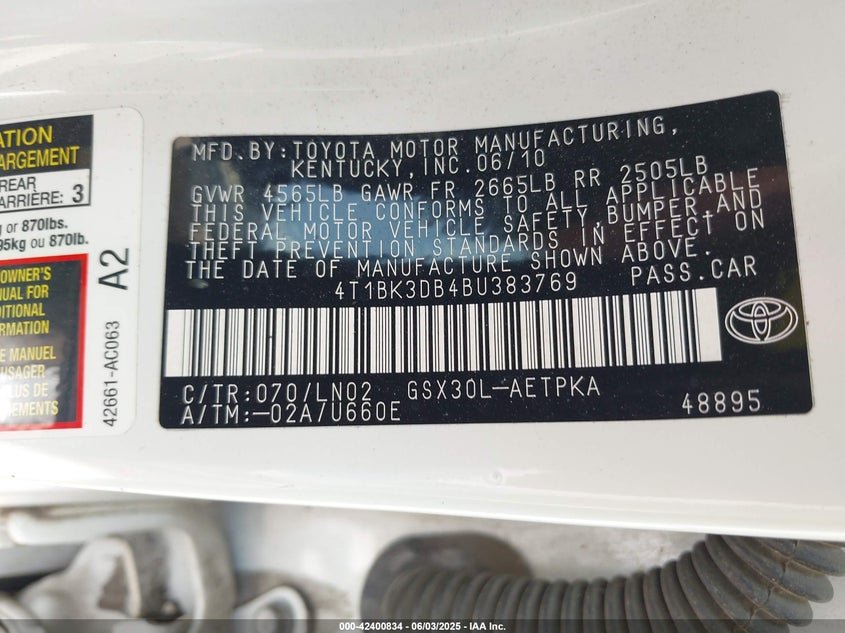 ATION
ARGEMENT
REAR
ARRIÈRE: 3
or 870lbs.
95kg ou 870lb.
A2
42661-AC063
OWNER'S
NUAL FOR
ITIONAL
ORMATION
E MANUEL
USAGER
PLUS DE
EMENTS
MFD.BY:TOYOTA MOTOR MANUFACTURING,
KENTUCKY,INC.06/10
GVWR 4565LB GAWR FR 2665LB RR 2505LB
THIS VEHICLE CONFORMS TO ALL APPLICABLE
FEDERAL MOTOR VEHICLE SAFETY,BUMPER,AND
THEFT PREVENTION STANDARDS IN EFFECT ON
THE DATE OF MANUFACTURE SHOWN ABOVE.
4T1BK3DB4BU383769 PASS.CAR
C/TR:070/LN02 GSX30L-AETPKA
A/TM:-02A/U660E 48895
000-42400834 - 06/03/2025 - IAA Inc.